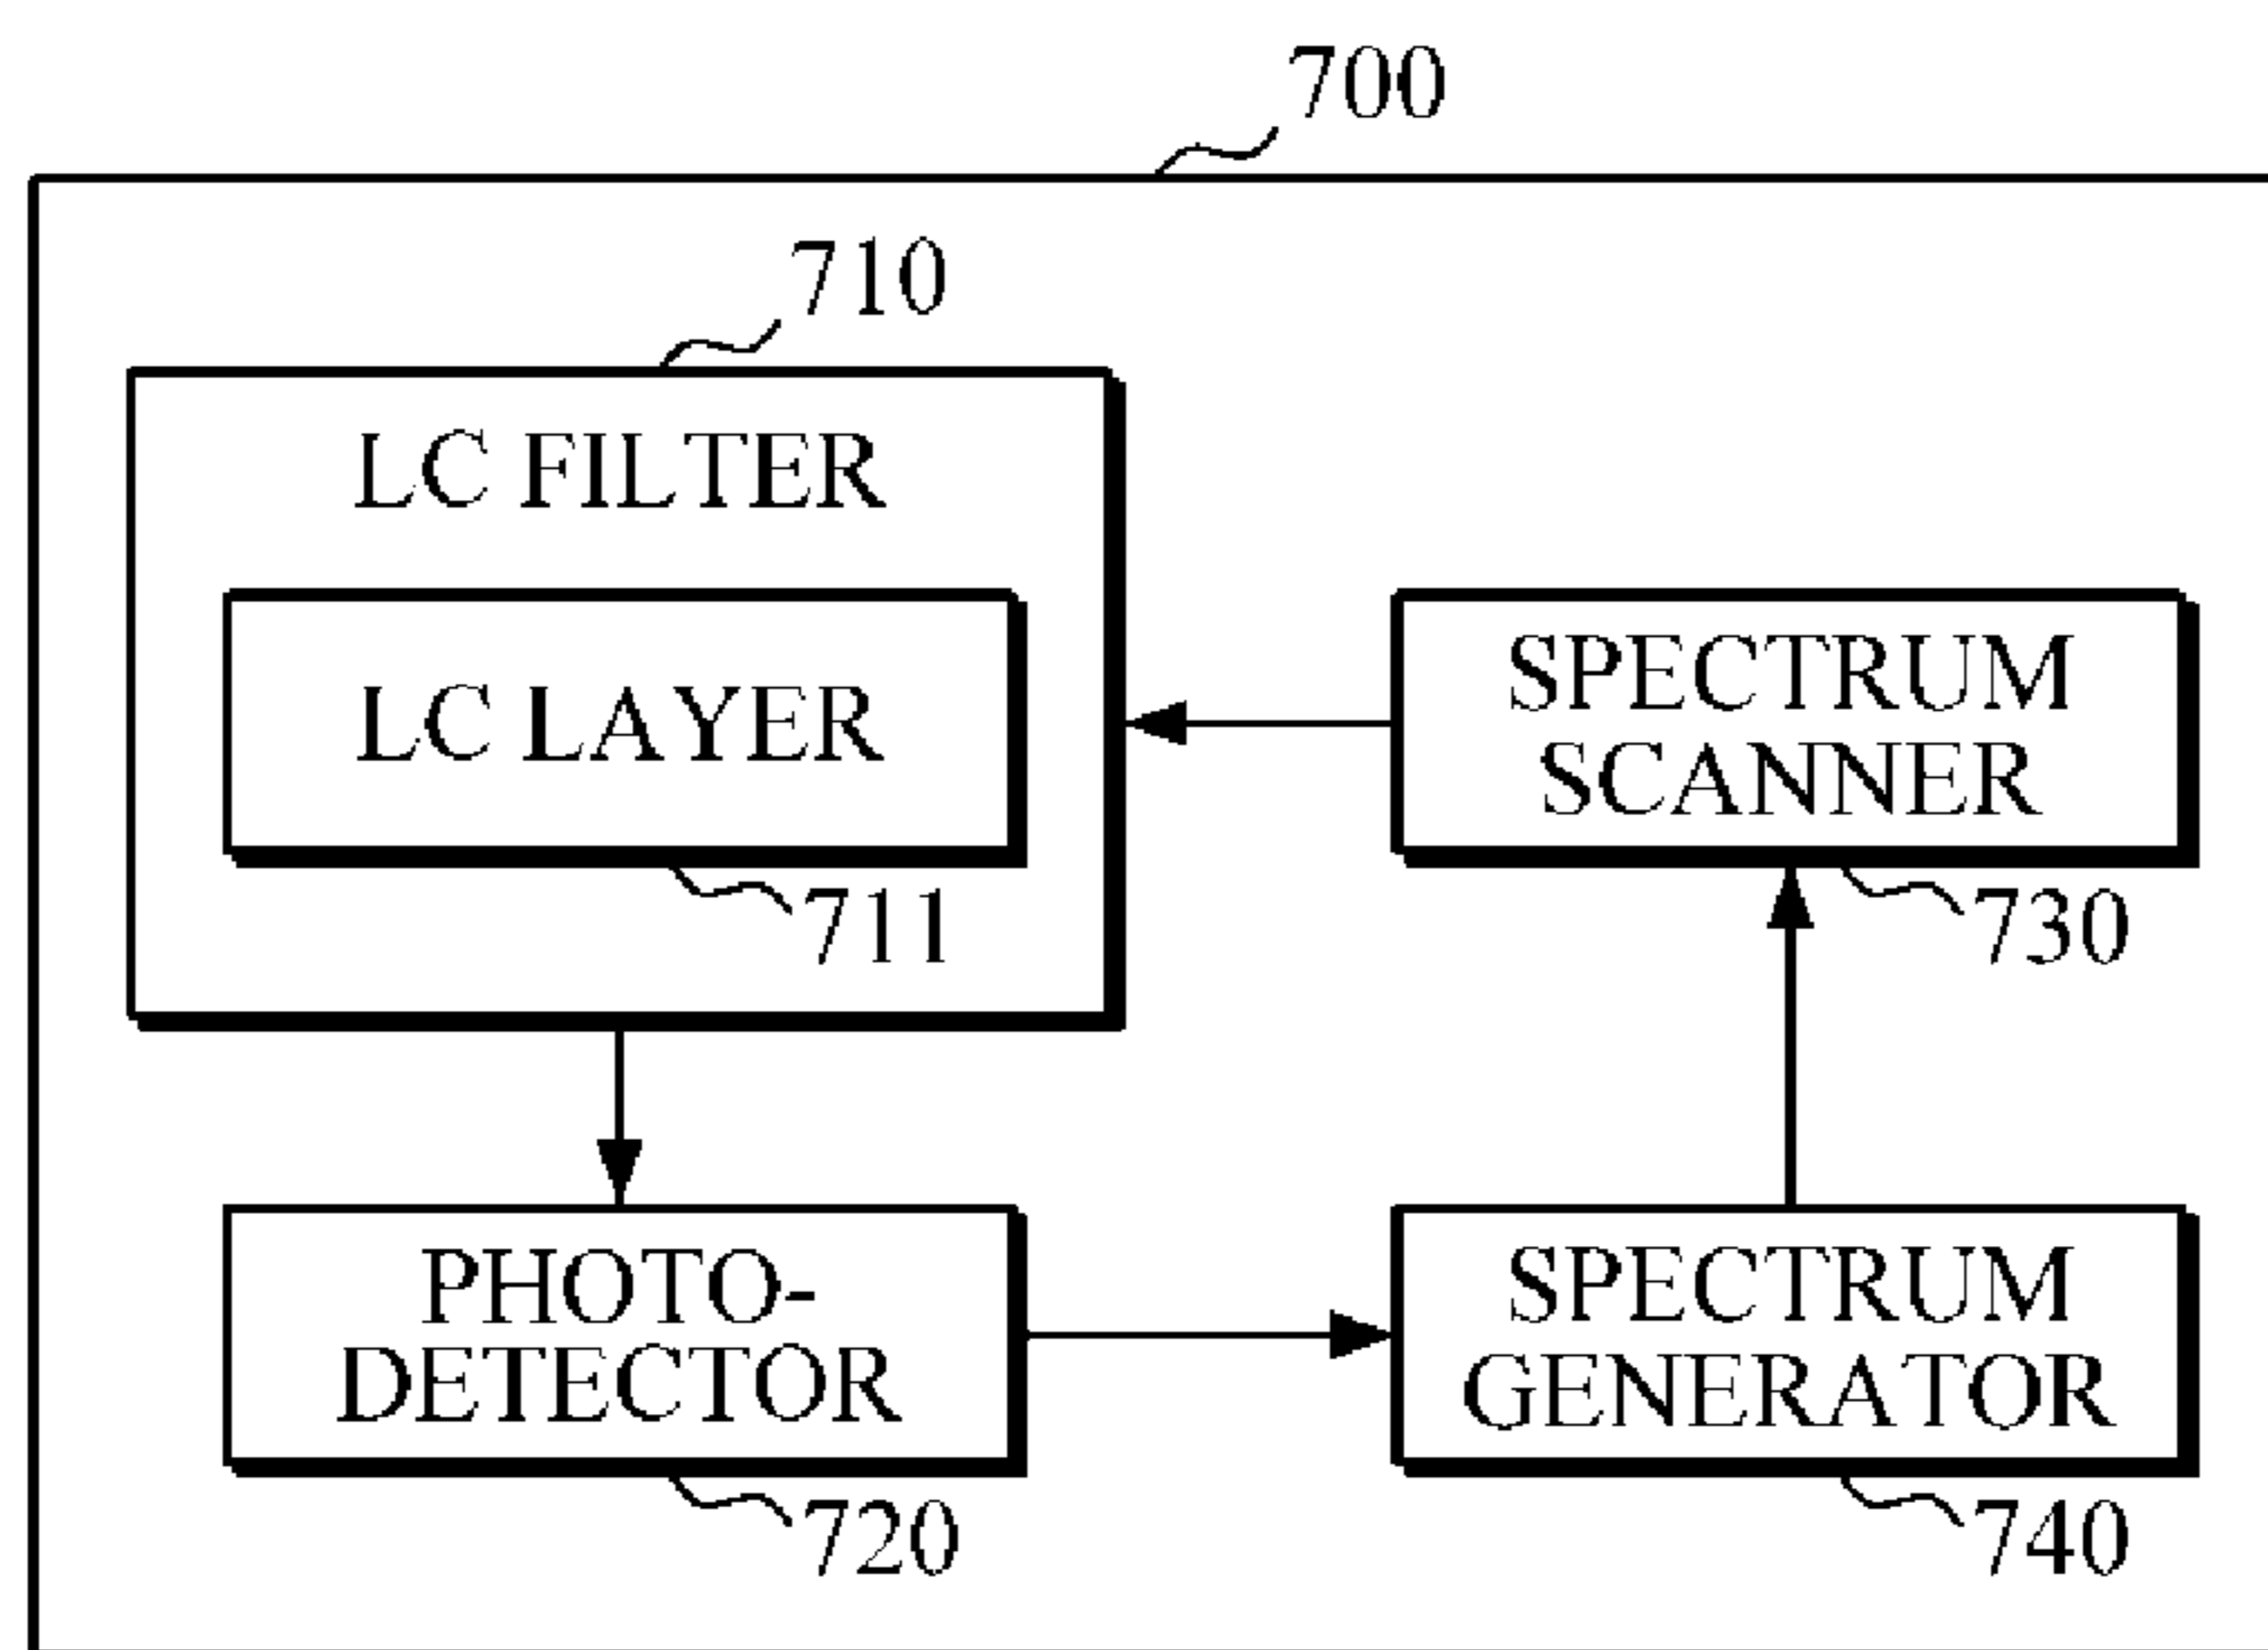 700
710
LC FILTER
LC LAYER
711
SPECTRUM
SCANNER
730
PHOTO-
DETECTOR
720
SPECTRUM
GENERATOR
740